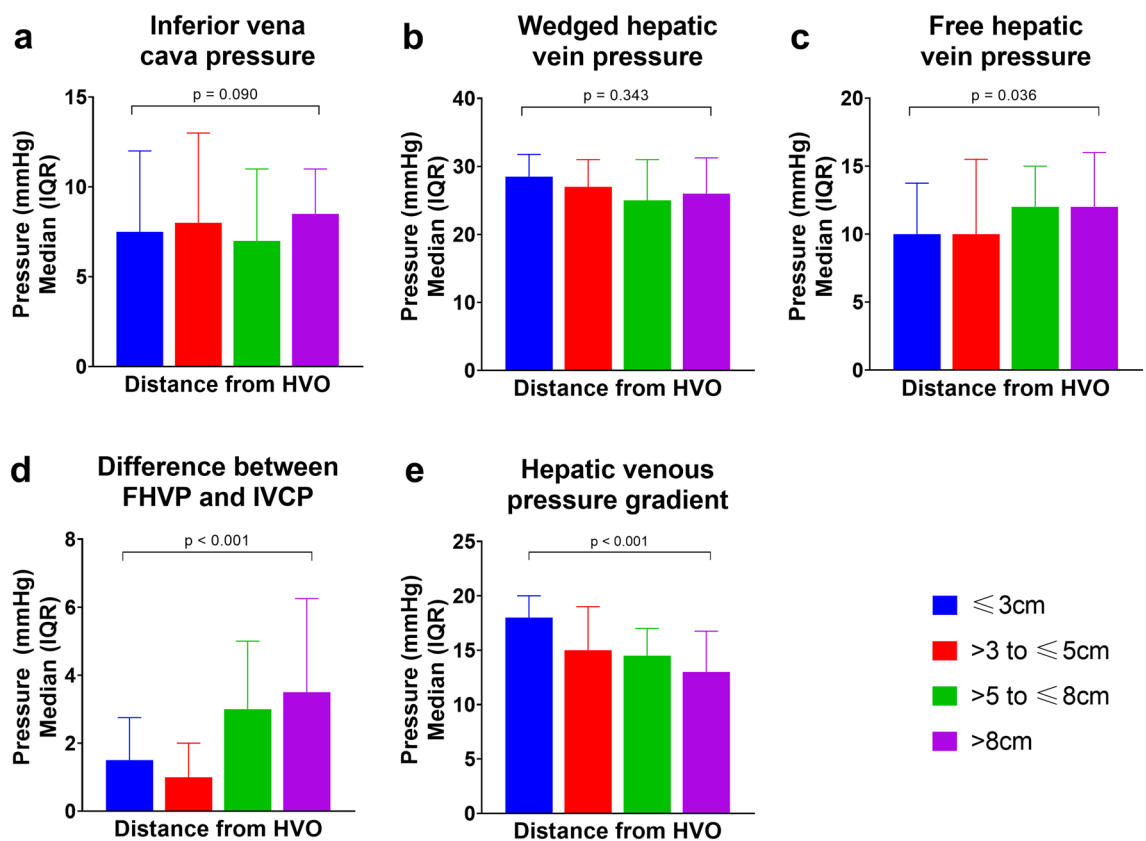 a
Inferior vena
cava pressure
Pressure (mmHg)
Median (IQR)
15
10
5
0
p = 0.090
Distance from HVO
b
Wedged hepatic
vein pressure
Pressure (mmHg)
Median (IQR)
40
30
20
10
0
p = 0.343
Distance from HVO
c
Free hepatic
vein pressure
Pressure (mmHg)
Median (IQR)
20
15
10
5
0
p = 0.036
Distance from HVO
d
Difference between
FHVP and IVCP
Pressure (mmHg)
Median (IQR)
8
6
4
2
0
p < 0.001
Distance from HVO
e
Hepatic venous
pressure gradient
Pressure (mmHg)
Median (IQR)
25
20
15
10
5
0
p < 0.001
Distance from HVO
≤3cm
>3 to ≤5cm
>5 to ≤8cm
>8cm